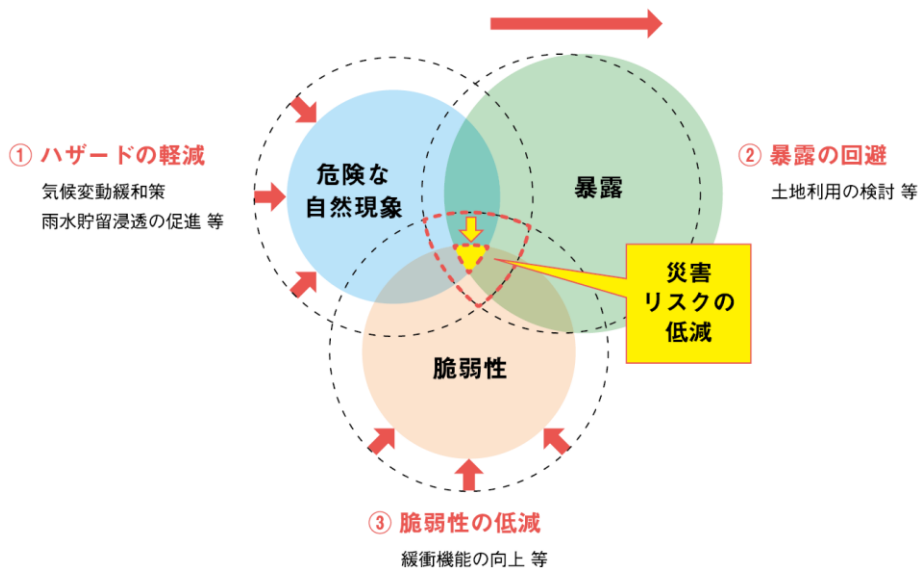 ① ハザードの軽減
気候変動緩和策
雨水貯留浸透の促進 等
危険な
自然現象
暴露
② 暴露の回避
土地利用の検討 等
災害
リスクの
低減
脆弱性
③ 脆弱性の低減
緩衝機能の向上 等